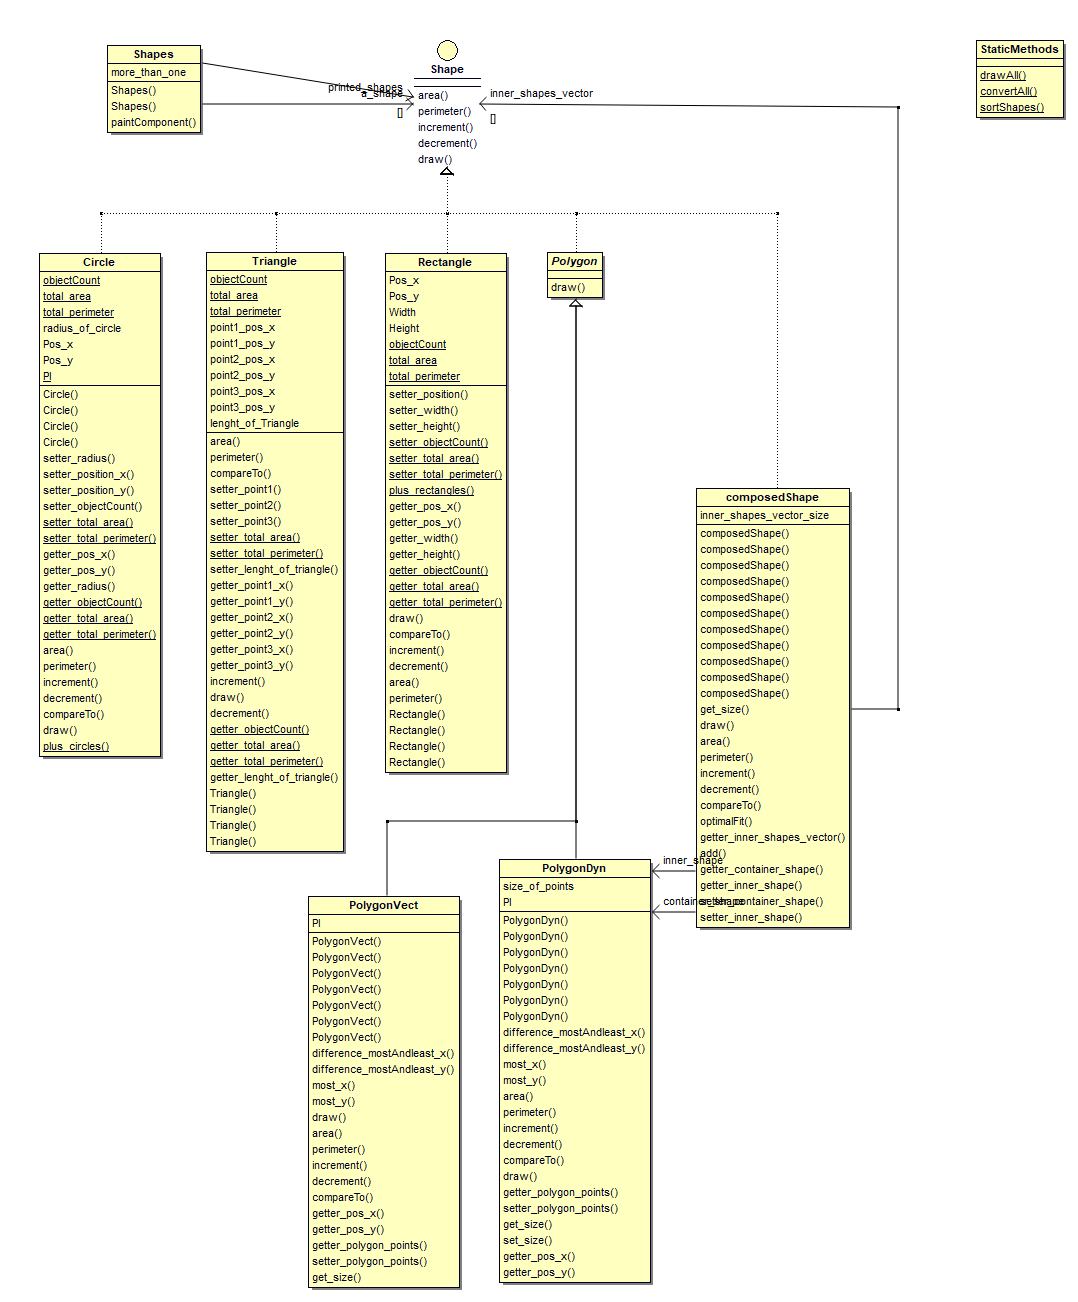 Shapes
more_than_one
Shapes()
Shapes()
paintComponent()
printed_shapes
a_shape
[]
Shape
area()
perimeter()
increment()
decrement()
draw()
inner_shapes_vector
[]
StaticMethods
drawAll()
convertAll()
sortShapes()
Circle
objectCount
total_area
total_perimeter
radius_of_circle
Pos_x
Pos_y
PI
Circle()
Circle()
Circle()
Circle()
setter_radius()
setter_position_x()
setter_position_y()
setter_objectCount()
setter_total_area()
setter_total_perimeter()
getter_pos_x()
getter_pos_y()
getter_radius()
getter_objectCount()
getter_total_area()
getter_total_perimeter()
area()
perimeter()
increment()
decrement()
compareTo()
draw()
plus_circles()
Triangle
objectCount
total_area
total_perimeter
point1_pos_x
point1_pos_y
point2_pos_x
point2_pos_y
point3_pos_x
point3_pos_y
lenght_of_Triangle
area()
perimeter()
compareTo()
setter_point1()
setter_point2()
setter_point3()
setter_total_area()
setter_total_perimeter()
setter_lenght_of_triangle()
getter_point1_x()
getter_point1_y()
getter_point2_x()
getter_point2_y()
getter_point3_x()
getter_point3_y()
increment()
draw()
decrement()
getter_objectCount()
getter_total_area()
getter_total_perimeter()
getter_lenght_of_triangle()
Triangle()
Triangle()
Triangle()
Triangle()
Rectangle
Pos_x
Pos_y
Width
Height
objectCount
total_area
total_perimeter
setter_position()
setter_width()
setter_height()
setter_objectCount()
setter_total_area()
setter_total_perimeter()
plus_rectangles()
getter_pos_x()
getter_pos_y()
getter_width()
getter_height()
getter_objectCount()
getter_total_area()
getter_total_perimeter()
draw()
compareTo()
increment()
decrement()
area()
perimeter()
Rectangle()
Rectangle()
Rectangle()
Rectangle()
Polygon
draw()
composedShape
inner_shapes_vector_size
composedShape()
composedShape()
composedShape()
composedShape()
composedShape()
composedShape()
composedShape()
composedShape()
composedShape()
composedShape()
composedShape()
get_size()
draw()
area()
perimeter()
increment()
decrement()
compareTo()
optimalFit()
getter_inner_shapes_vector()
add()
getter_container_shape()
getter_inner_shape()
setter_container_shape()
setter_inner_shape()
inner_shape
container_shape
PolygonVect
PI
PolygonVect()
PolygonVect()
PolygonVect()
PolygonVect()
PolygonVect()
PolygonVect()
PolygonVect()
difference_mostAndleast_x()
difference_mostAndleast_y()
most_x()
most_y()
draw()
area()
perimeter()
increment()
decrement()
compareTo()
getter_pos_x()
getter_pos_y()
getter_polygon_points()
setter_polygon_points()
get_size()
PolygonDyn
size_of_points
PI
PolygonDyn()
PolygonDyn()
PolygonDyn()
PolygonDyn()
PolygonDyn()
PolygonDyn()
PolygonDyn()
difference_mostAndleast_x()
difference_mostAndleast_y()
most_x()
most_y()
area()
perimeter()
increment()
decrement()
compareTo()
draw()
getter_polygon_points()
setter_polygon_points()
get_size()
set_size()
getter_pos_x()
getter_pos_y()